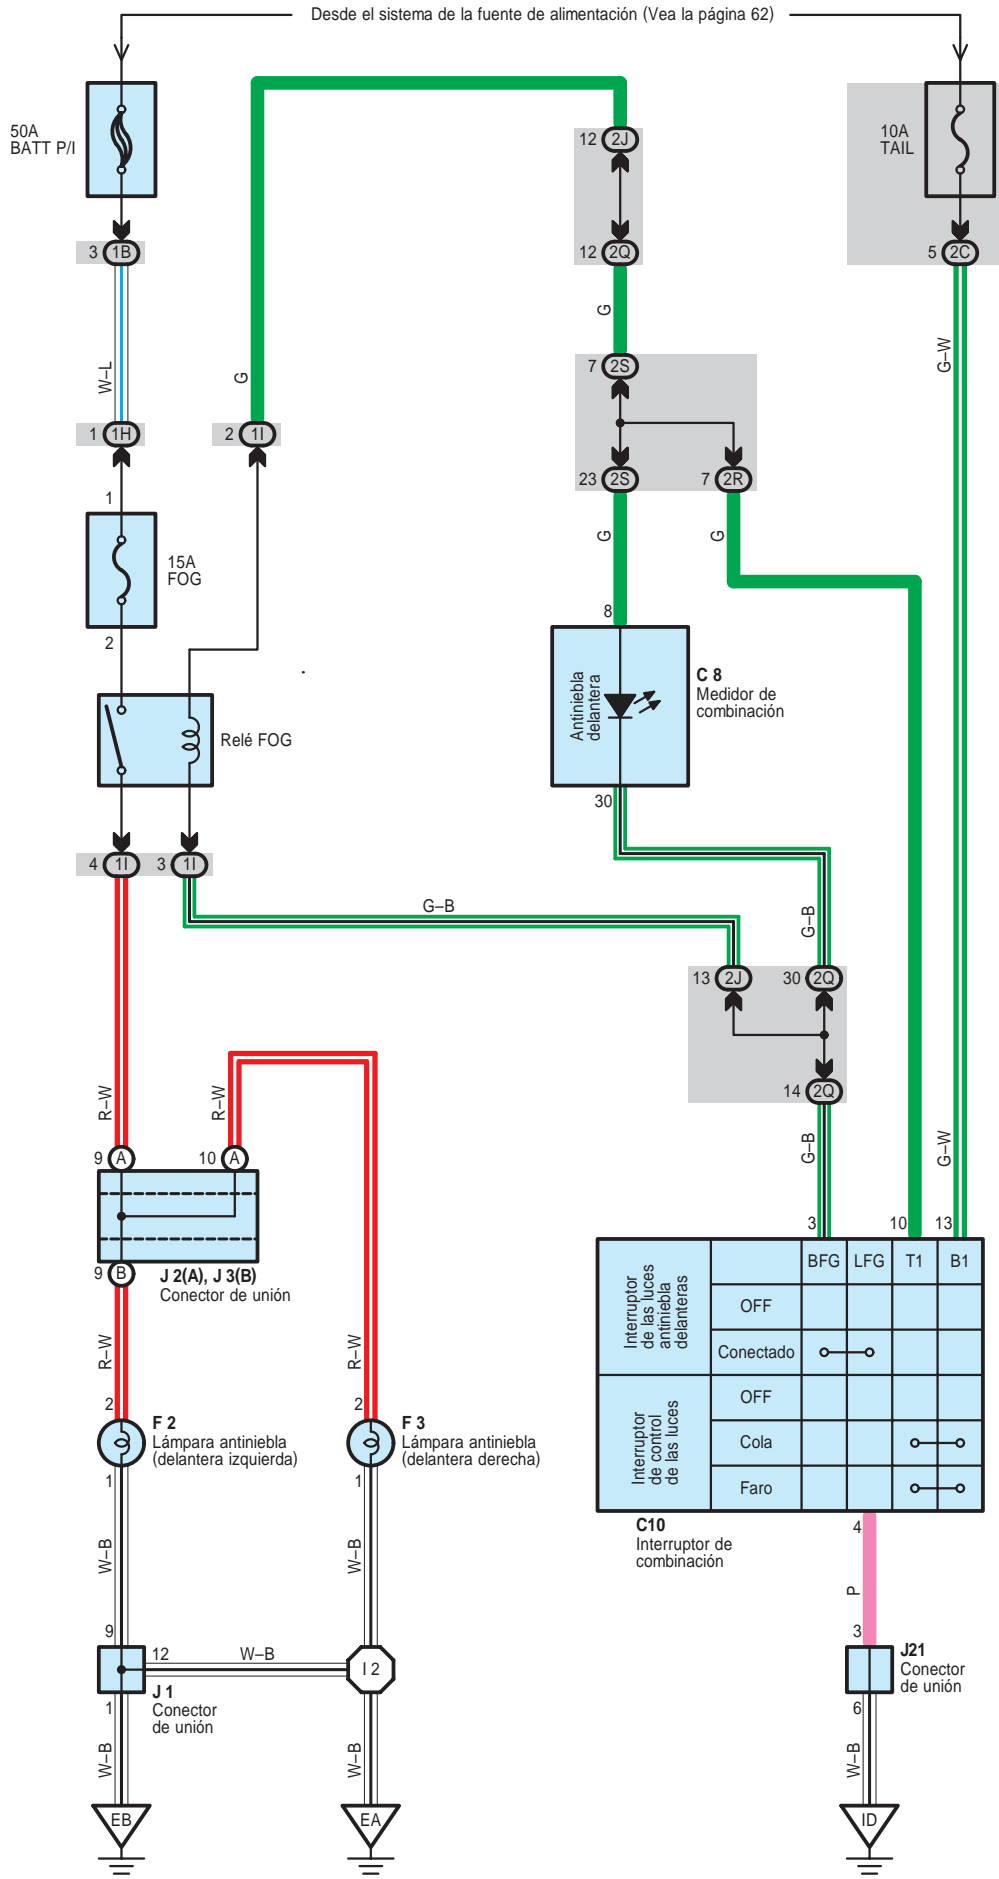 Desde el sistema de la fuente de alimentación (Vea la página 62)
50A
BATT P/I
10A
TAIL
12 2J
3 1B
12 2Q
5 2C
W–L
G
G
G–W
7 2S
1 1H
2 1I
23 2S
7 2R
1
G
G
15A
FOG
2
8
Antiniebla
delantera
C 8
Medidor de
combinación
Relé FOG
30
4 1I
3 1I
G–B
G–B
13 2J
30 2Q
14 2Q
R–W
R–W
G–B
G–W
9 A
10 A
3
10
13
9 B
J 2(A), J 3(B)
Conector de unión
Interruptor
de las luces
antiniebla
delanteras
BFG
LFG
T1
B1
OFF
Conectado
R–W
R–W
Interruptor
de control
de las luces
OFF
Cola
Faro
2
F 2
Lámpara antiniebla
(delantera izquierda)
1
2
F 3
Lámpara antiniebla
(delantera derecha)
1
C10
Interruptor de
combinación
4
W–B
W–B
P
9
12
W–B
I 2
J 1
Conector
de unión
1
3
J21
Conector
de unión
6
W–B
W–B
W–B
EB
EA
ID